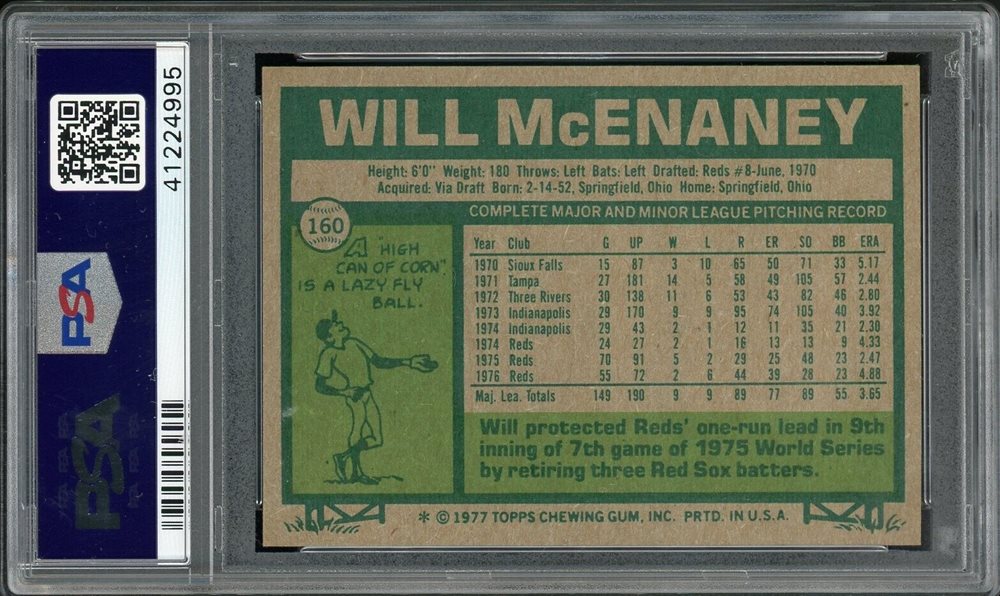 PSA
41224995
PSA
WILL McENANEY
Height: 6'0" Weight: 180 Throws: Left Bats: Left Drafted: Reds #8-June, 1970
Acquired: Via Draft Born: 2-14-52, Springfield, Ohio Home: Springfield, Ohio
160
A "HIGH
CAN OF CORN"
IS A LAZY FLY
BALL.
COMPLETE MAJOR AND MINOR LEAGUE PITCHING RECORD
Year Club G UP W L R ER SO BB ERA
1970 Sioux Falls 15 87 3 10 65 50 71 33 5.17
1971 Tampa 27 181 14 5 58 49 105 57 2.44
1972 Three Rivers 30 138 11 6 53 43 82 46 2.80
1973 Indianapolis 29 170 9 9 95 74 105 40 3.92
1974 Indianapolis 29 43 2 1 12 11 35 21 2.30
1974 Reds 24 27 2 1 16 13 13 9 4.33
1975 Reds 70 91 5 2 29 25 48 23 2.47
1976 Reds 55 72 2 6 44 39 28 23 4.88
Maj. Lea. Totals 149 190 9 9 89 77 89 55 3.65
Will protected Reds' one-run lead in 9th
inning of 7th game of 1975 World Series
by retiring three Red Sox batters.
* © 1977 TOPPS CHEWING GUM, INC. PRTD. IN U.S.A.